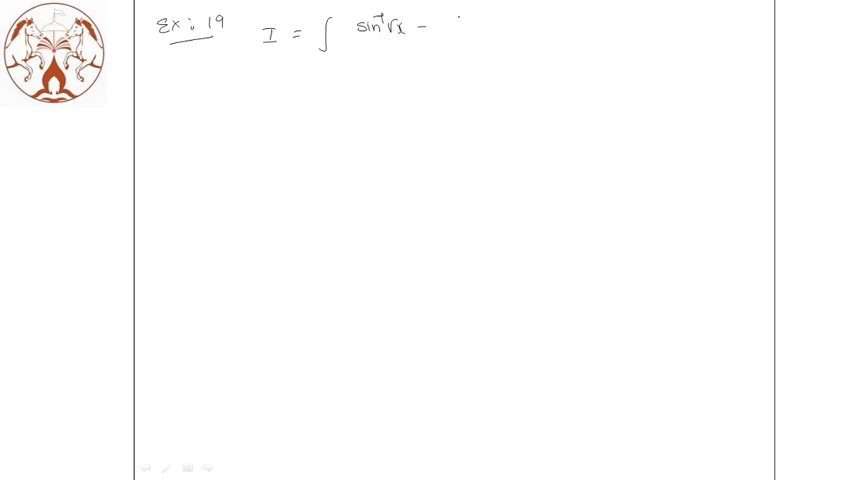 Ex: 19 I = ∫ sin⁻¹√x −